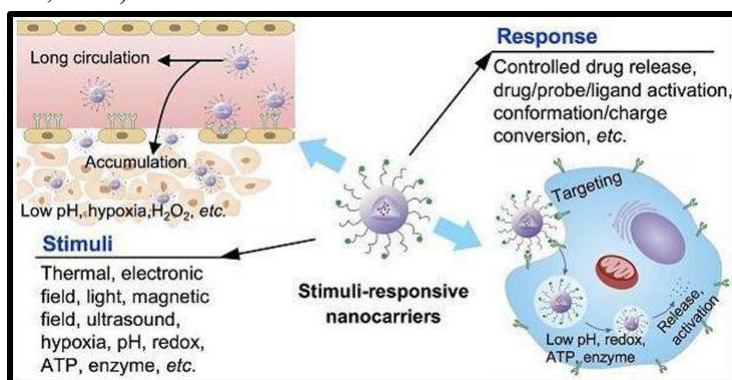 Long circulation
Accumulation
Low pH, hypoxia,H₂O₂, etc.
Response
Controlled drug release,
drug/probe/ligand activation,
conformation/charge
conversion, etc.
Stimuli
Thermal, electronic
field, light, magnetic
field, ultrasound,
hypoxia, pH, redox,
ATP, enzyme, etc.
Stimuli-responsive
nanocarriers
Targeting
Release,
activation
Low pH, redox,
ATP, enzyme